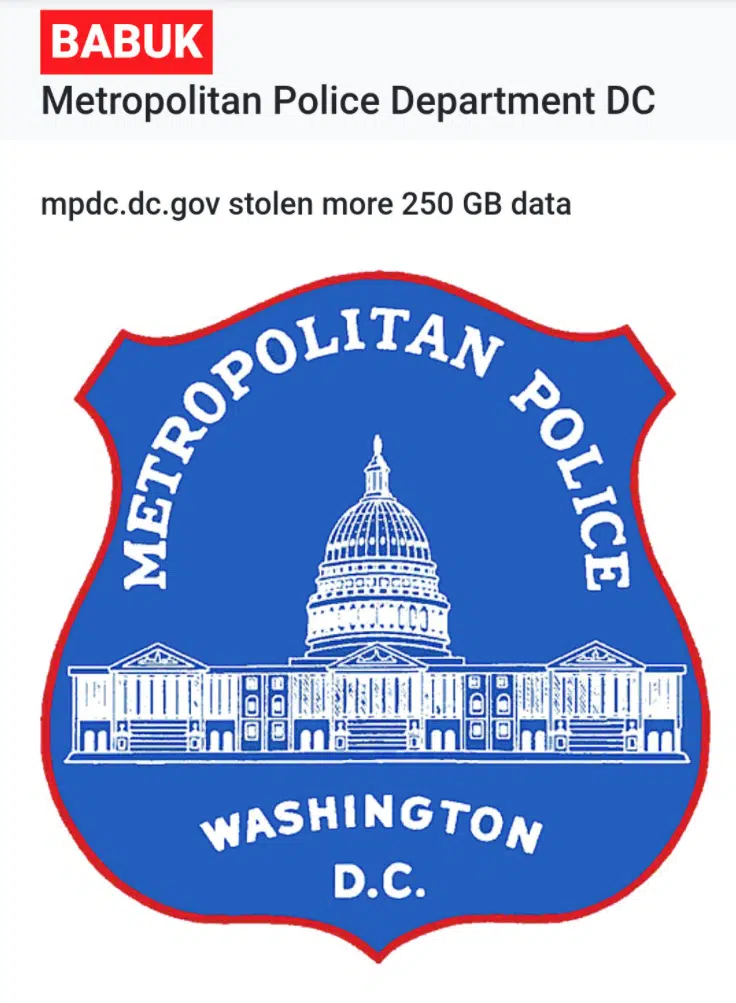 BABUK
Metropolitan Police Department DC
mpdc.dc.gov stolen more 250 GB data
METROPOLITAN POLICE
WASHINGTON
D.C.